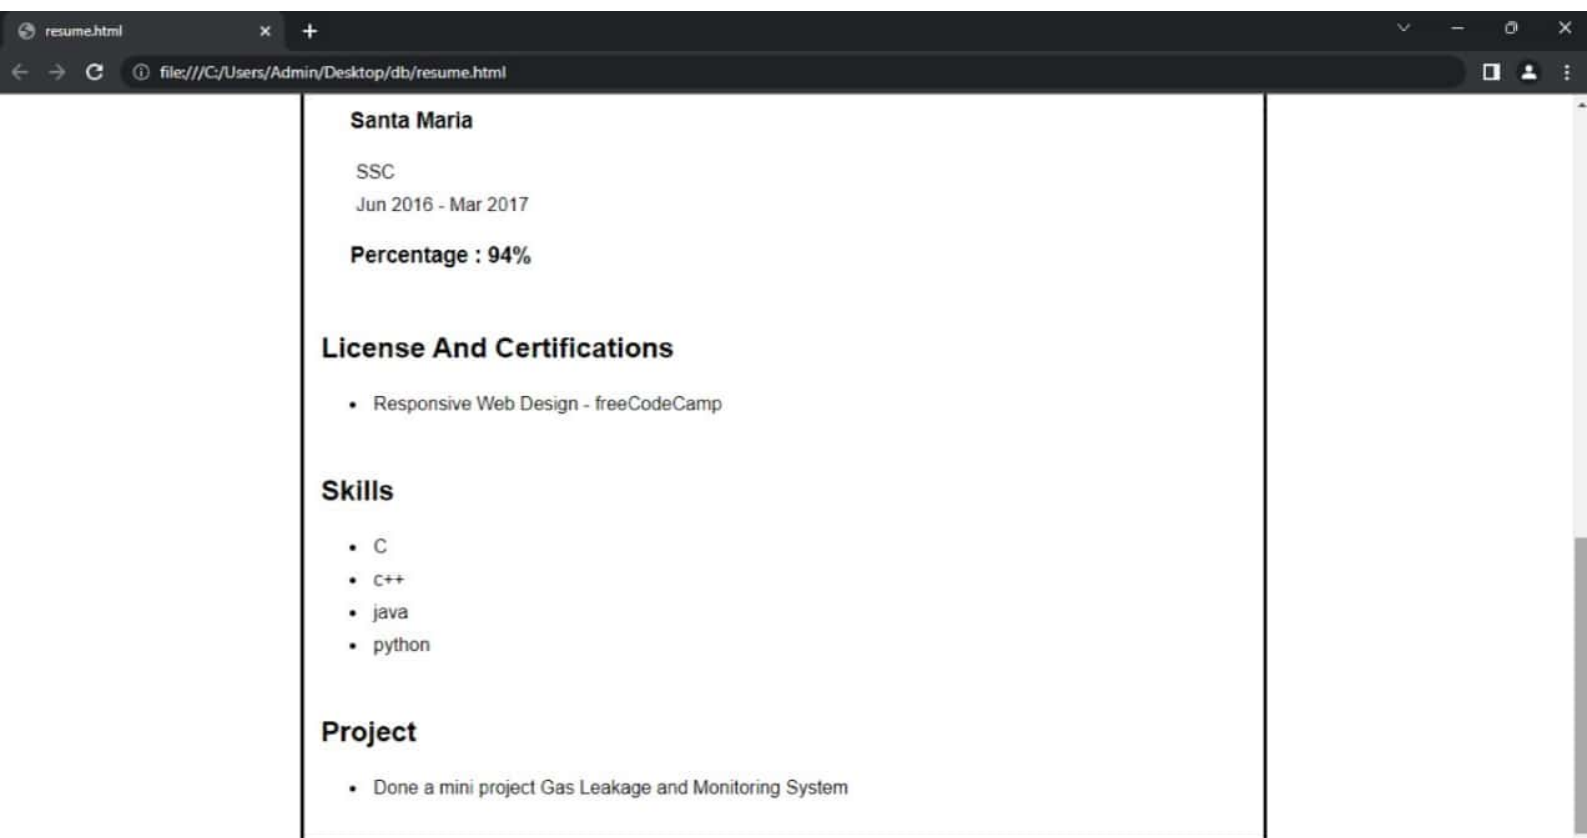 resume.html
file:///C:/Users/Admin/Desktop/db/resume.html
Santa Maria
SSC
Jun 2016 - Mar 2017
Percentage : 94%
License And Certifications
• Responsive Web Design - freeCodeCamp
Skills
• C
• c++
• java
• python
Project
• Done a mini project Gas Leakage and Monitoring System